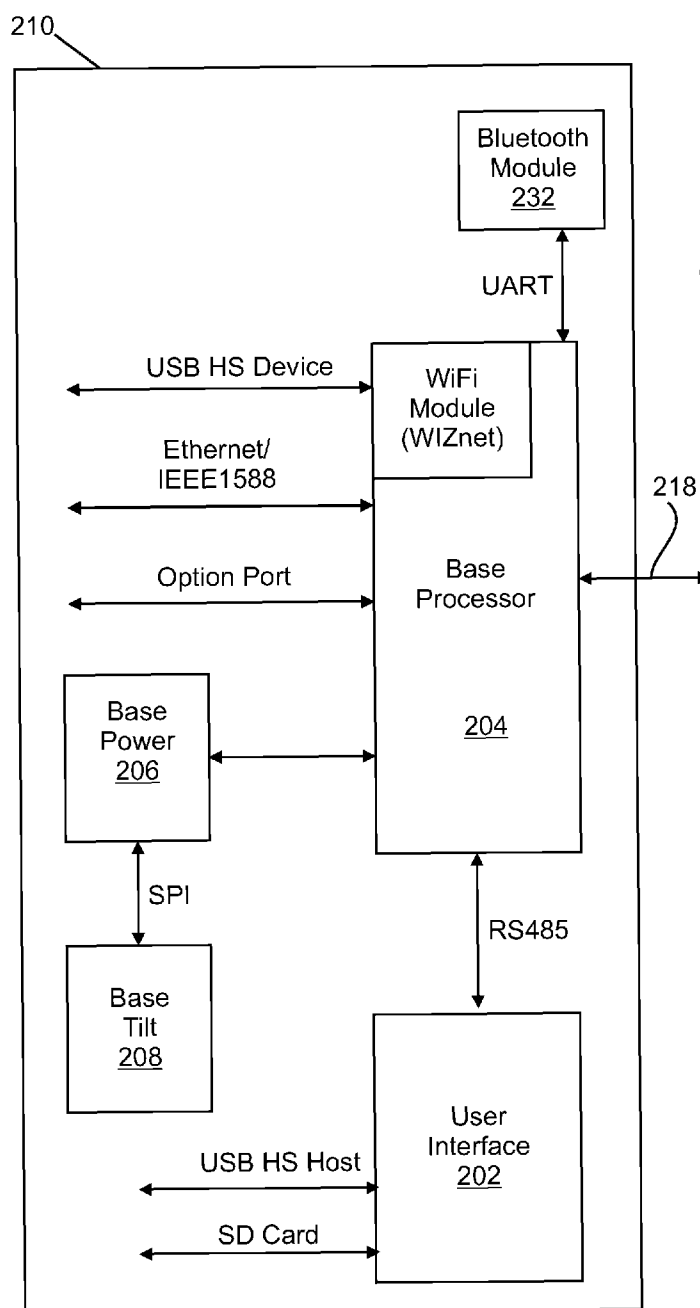 210
Bluetooth
Module
232
UART
USB HS Device
WiFi
Module
(WIZnet)
Ethernet/
IEEE1588
218
Option Port
Base
Processor
204
Base
Power
206
SPI
RS485
Base
Tilt
208
User
Interface
202
USB HS Host
SD Card